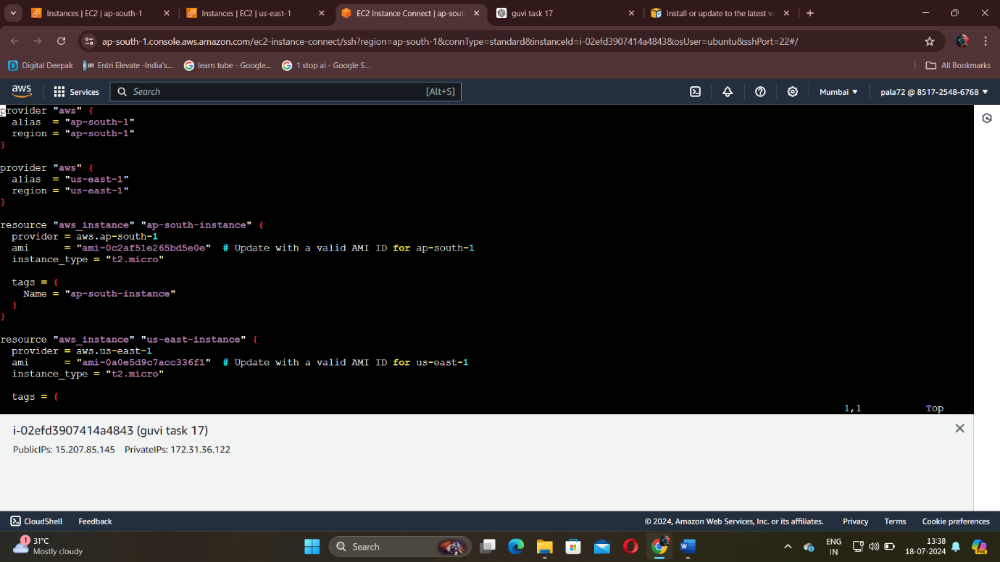 Instances | EC2 | ap-south-1
Instances | EC2 | us-east-1
EC2 Instance Connect | ap-sout
guvi task 17
Install or update to the latest ve
ap-south-1.console.aws.amazon.com/ec2-instance-connect/ssh?region=ap-south-1&connType=standard&instanceId=i-02efd3907414a4843&osUser=ubuntu&sshPort=22#/
Digital Deepak
Entri Elevate -India's...
learn tube - Google...
1 stop ai - Google S...
All Bookmarks
aws
Services
Search
[Alt+S]
Mumbai
pala72 @ 8517-2548-6768
provider "aws" {
  alias  = "ap-south-1"
  region = "ap-south-1"
}
provider "aws" {
  alias  = "us-east-1"
  region = "us-east-1"
}
resource "aws_instance" "ap-south-instance" {
  provider = aws.ap-south-1
  ami      = "ami-0c2af51e265bd5e0e"  # Update with a valid AMI ID for ap-south-1
  instance_type = "t2.micro"
  tags = {
    Name = "ap-south-instance"
  }
}
resource "aws_instance" "us-east-instance" {
  provider = aws.us-east-1
  ami      = "ami-0a0e5d9c7acc336f1"  # Update with a valid AMI ID for us-east-1
  instance_type = "t2.micro"
  tags = {
1,1 Top
i-02efd3907414a4843 (guvi task 17)
PublicIPs: 15.207.85.145 PrivateIPs: 172.31.36.122
CloudShell
Feedback
© 2024, Amazon Web Services, Inc. or its affiliates.
Privacy
Terms
Cookie preferences
1
31°C
Mostly cloudy
Search
W
ENG
IN
13:38
18-07-2024
PRE